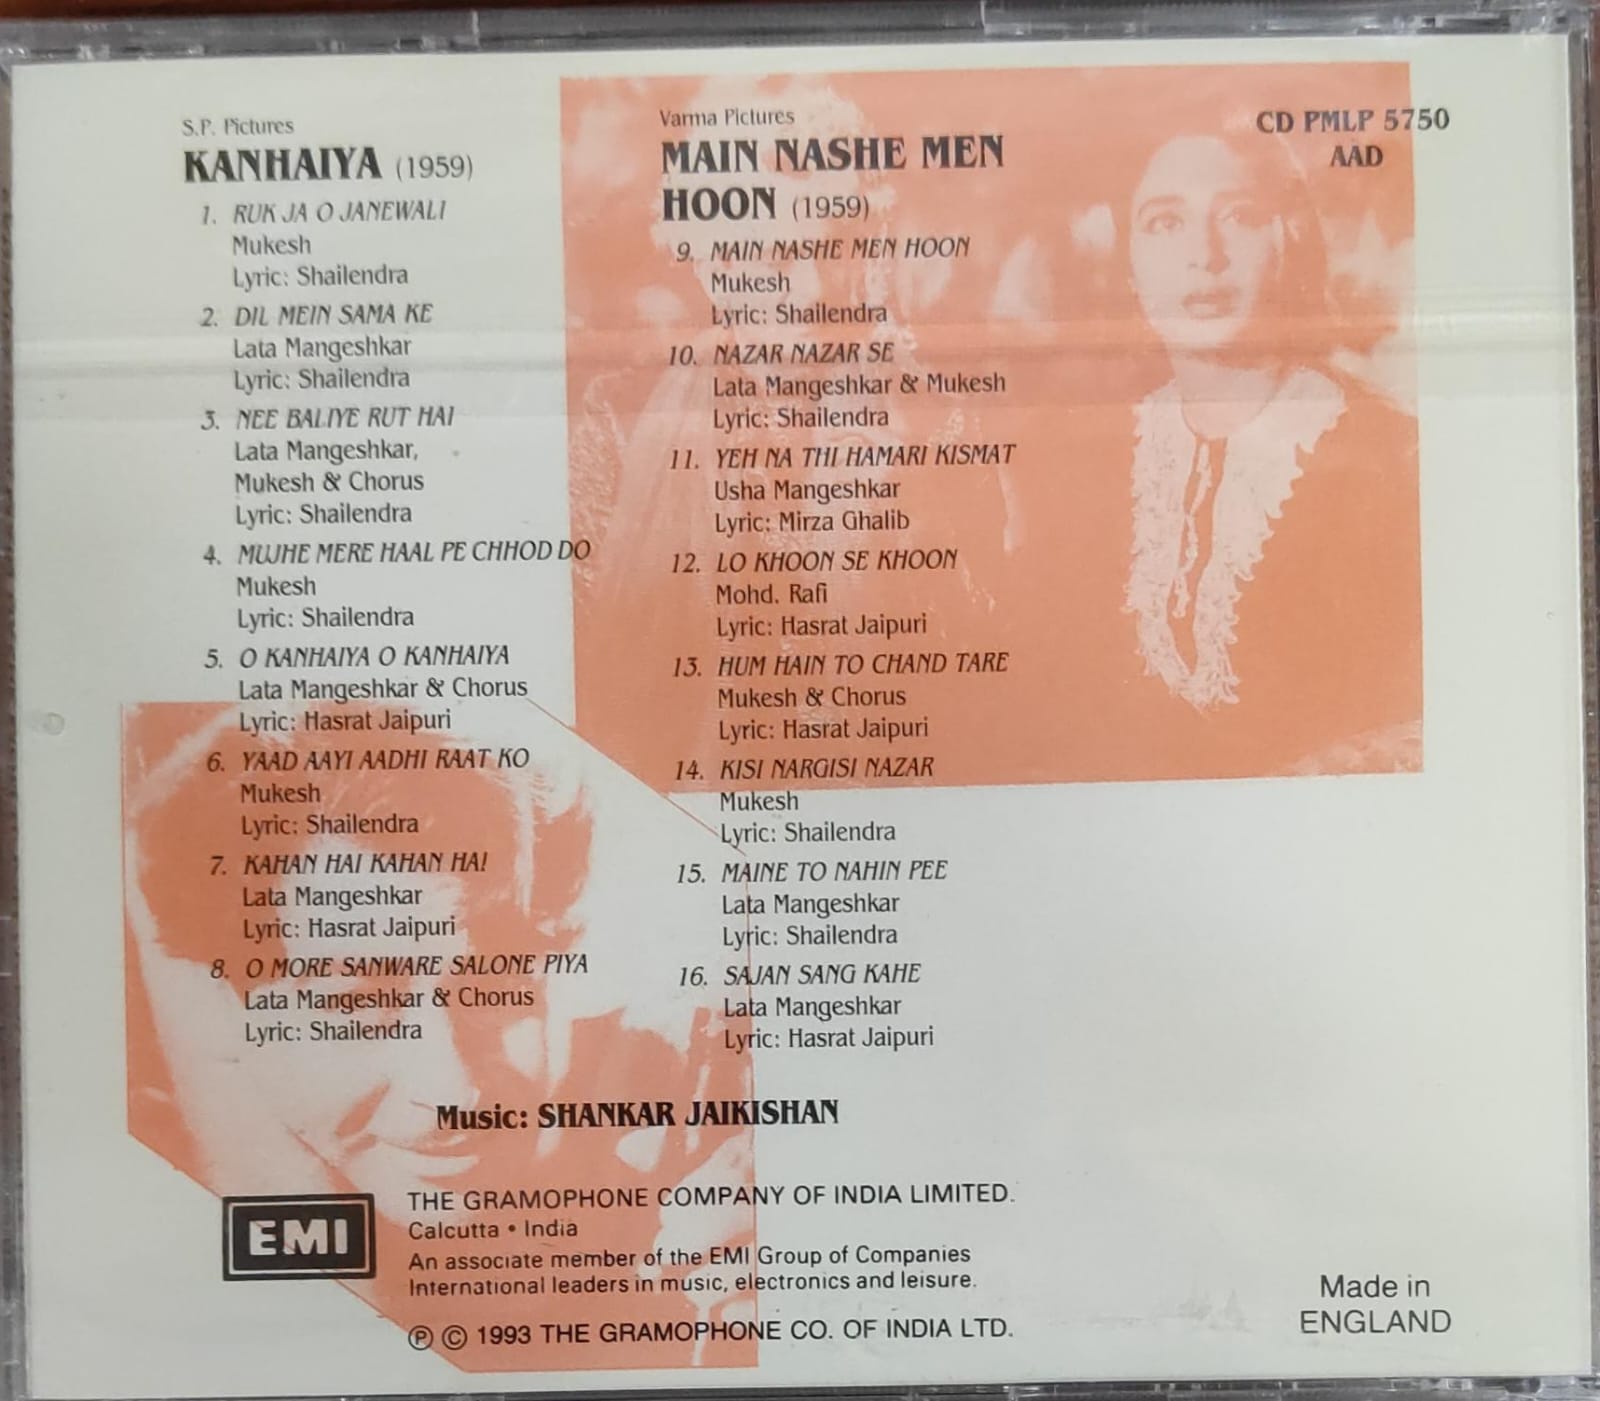 S.P. Pictures
KANHAIYA (1959)
1. RUK JA O JANEWALI
Mukesh
Lyric: Shailendra
2. DIL MEIN SAMA KE
Lata Mangeshkar
Lyric: Shailendra
3. NEE BALIYE RUT HAI
Lata Mangeshkar,
Mukesh & Chorus
Lyric: Shailendra
4. MUJHE MERE HAAL PE CHHOD DO
Mukesh
Lyric: Shailendra
5. O KANHAIYA O KANHAIYA
Lata Mangeshkar & Chorus
Lyric: Hasrat Jaipuri
6. YAAD AAYI AADHI RAAT KO
Mukesh
Lyric: Shailendra
7. KAHAN HAI KAHAN HAI
Lata Mangeshkar
Lyric: Hasrat Jaipuri
8. O MORE SANWARE SALONE PIYA
Lata Mangeshkar & Chorus
Lyric: Shailendra
Varma Pictures
MAIN NASHE MEN
HOON (1959)
9. MAIN NASHE MEN HOON
Mukesh
Lyric: Shailendra
10. NAZAR NAZAR SE
Lata Mangeshkar & Mukesh
Lyric: Shailendra
11. YEH NA THI HAMARI KISMAT
Usha Mangeshkar
Lyric: Mirza Ghalib
12. LO KHOON SE KHOON
Mohd. Rafi
Lyric: Hasrat Jaipuri
13. HUM HAIN TO CHAND TARE
Mukesh & Chorus
Lyric: Hasrat Jaipuri
14. KISI NARGISI NAZAR
Mukesh
Lyric: Shailendra
15. MAINE TO NAHIN PEE
Lata Mangeshkar
Lyric: Shailendra
16. SAJAN SANG KAHE
Lata Mangeshkar
Lyric: Hasrat Jaipuri
CD PMLP 5750
AAD
Music: SHANKAR JAIKISHAN
EMI
THE GRAMOPHONE COMPANY OF INDIA LIMITED.
Calcutta • India
An associate member of the EMI Group of Companies
International leaders in music, electronics and leisure.
℗ © 1993 THE GRAMOPHONE CO. OF INDIA LTD.
Made in
ENGLAND